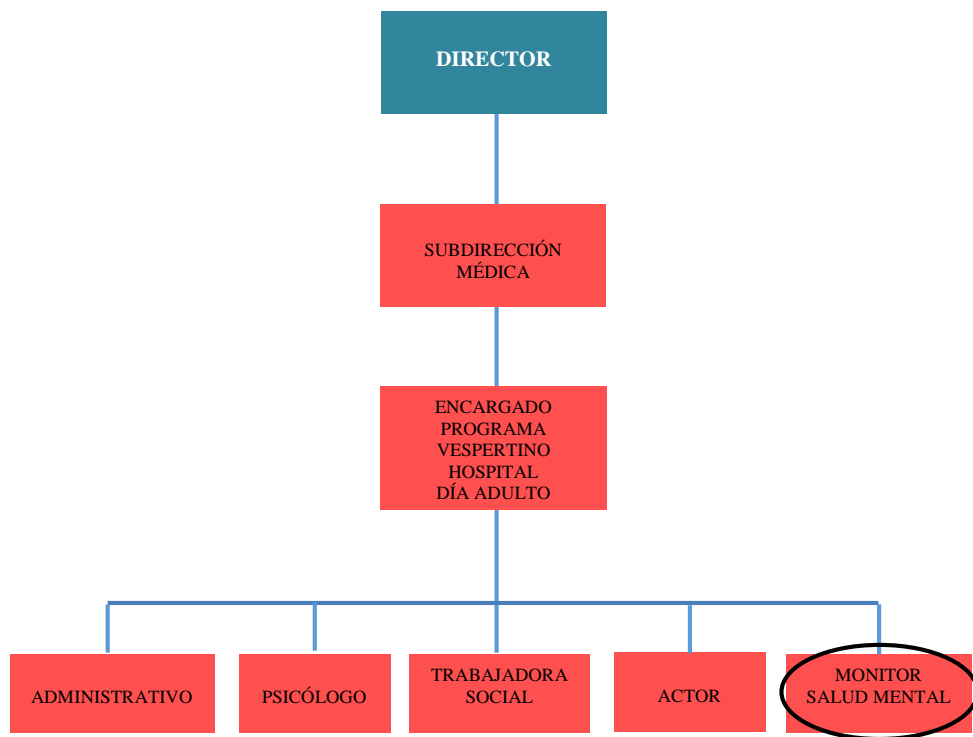 DIRECTOR
SUBDIRECCIÓN
MÉDICA
ENCARGADO
PROGRAMA
VESPERTINO
HOSPITAL
DÍA ADULTO
ADMINISTRATIVO
PSICÓLOGO
TRABAJADORA
SOCIAL
ACTOR
MONITOR
SALUD MENTAL